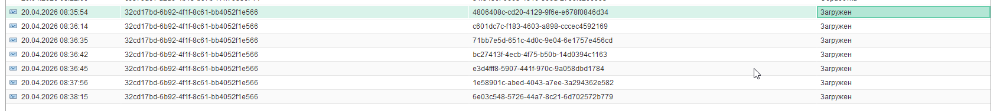 20.04.2026 08:35:54 32cd17bd-6b92-4f1f-8c61-bb4052f1e566 4806408c-cd20-4129-9f6e-e678f0846d34 Загружен
20.04.2026 08:36:14 32cd17bd-6b92-4f1f-8c61-bb4052f1e566 c601dc7c-f183-4603-a898-cccec4592169 Загружен
20.04.2026 08:36:35 32cd17bd-6b92-4f1f-8c61-bb4052f1e566 71bb7e5d-651c-4d0c-9e04-6e1757e456cd Загружен
20.04.2026 08:36:42 32cd17bd-6b92-4f1f-8c61-bb4052f1e566 bc27413f-4ecb-4f75-b50b-14d0394c1163 Загружен
20.04.2026 08:36:45 32cd17bd-6b92-4f1f-8c61-bb4052f1e566 e3d4fff8-5907-441f-970c-9a058dbd1784 Загружен
20.04.2026 08:37:56 32cd17bd-6b92-4f1f-8c61-bb4052f1e566 1e58901c-abed-4043-a7ee-3a294362e582 Загружен
20.04.2026 08:38:15 32cd17bd-6b92-4f1f-8c61-bb4052f1e566 6e03c548-5726-44a7-8c21-6d702572b779 Загружен